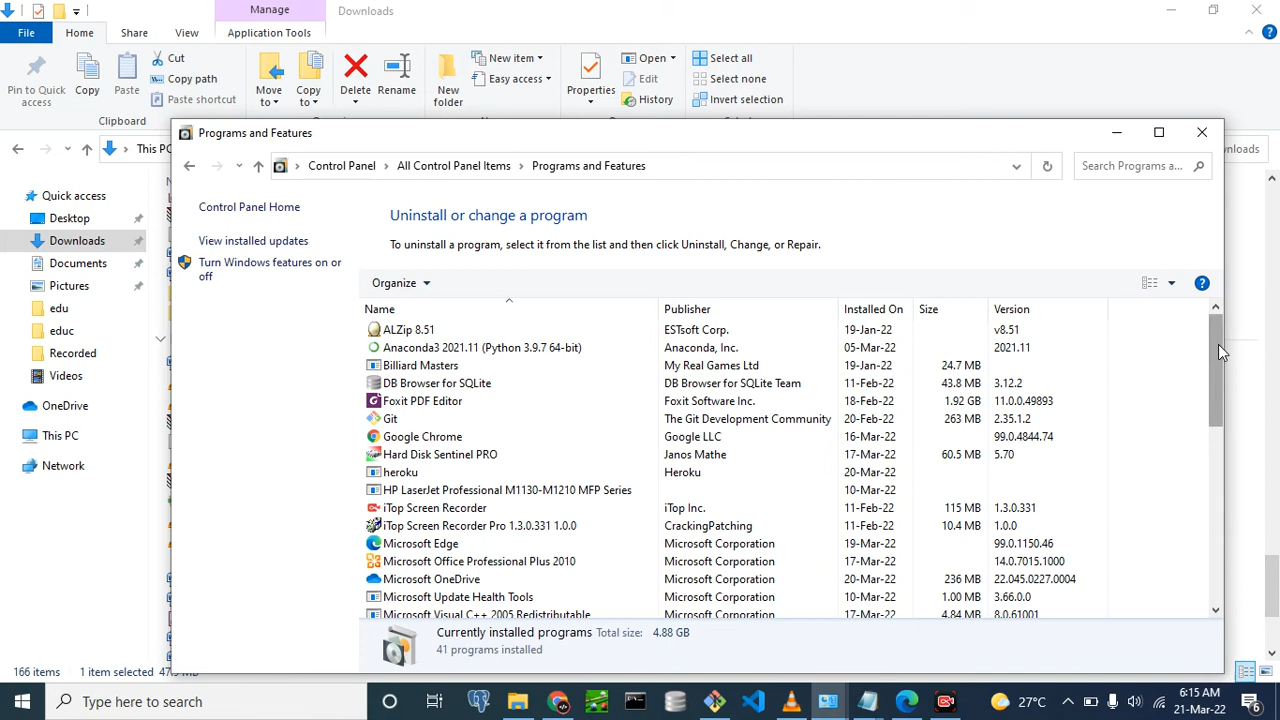 Manage
Downloads
File
Home
Share
View
Application Tools
Pin to Quick access
Copy
Paste
Cut
Copy path
Paste shortcut
Clipboard
Move to
Copy to
Delete
Rename
New folder
New item
Easy access
Properties
Open
Edit
History
Select all
Select none
Invert selection
This PC
Programs and Features
Control Panel
All Control Panel Items
Programs and Features
Search Programs a...
Quick access
Desktop
Downloads
Documents
Pictures
edu
educ
Recorded
Videos
OneDrive
This PC
Network
Control Panel Home
View installed updates
Turn Windows features on or off
Uninstall or change a program
To uninstall a program, select it from the list and then click Uninstall, Change, or Repair.
Organize
Name Publisher Installed On Size Version
ALZip 8.51 ESTsoft Corp. 19-Jan-22 v8.51
Anaconda3 2021.11 (Python 3.9.7 64-bit) Anaconda, Inc. 05-Mar-22 2021.11
Billiard Masters My Real Games Ltd 19-Jan-22 24.7 MB
DB Browser for SQLite DB Browser for SQLite Team 11-Feb-22 43.8 MB 3.12.2
Foxit PDF Editor Foxit Software Inc. 18-Feb-22 1.92 GB 11.0.0.49893
Git The Git Development Community 20-Feb-22 263 MB 2.35.1.2
Google Chrome Google LLC 16-Mar-22 99.0.4844.74
Hard Disk Sentinel PRO Janos Mathe 17-Mar-22 60.5 MB 5.70
heroku Heroku 20-Mar-22
HP LaserJet Professional M1130-M1210 MFP Series 10-Mar-22
iTop Screen Recorder iTop Inc. 11-Feb-22 115 MB 1.3.0.331
iTop Screen Recorder Pro 1.3.0.331 1.0.0 CrackingPatching 11-Feb-22 10.4 MB 1.0.0
Microsoft Edge Microsoft Corporation 19-Mar-22 99.0.1150.46
Microsoft Office Professional Plus 2010 Microsoft Corporation 17-Mar-22 14.0.7015.1000
Microsoft OneDrive Microsoft Corporation 20-Mar-22 236 MB 22.045.0227.0004
Microsoft Update Health Tools Microsoft Corporation 10-Mar-22 1.00 MB 3.66.0.0
Microsoft Visual C++ 2005 Redistributable Microsoft Corporation 17-Mar-22 4.84 MB 8.0.61001
Currently installed programs Total size: 4.88 GB
41 programs installed
166 items
1 item selected
Type here to search
27°C
6:15 AM
21-Mar-22
6